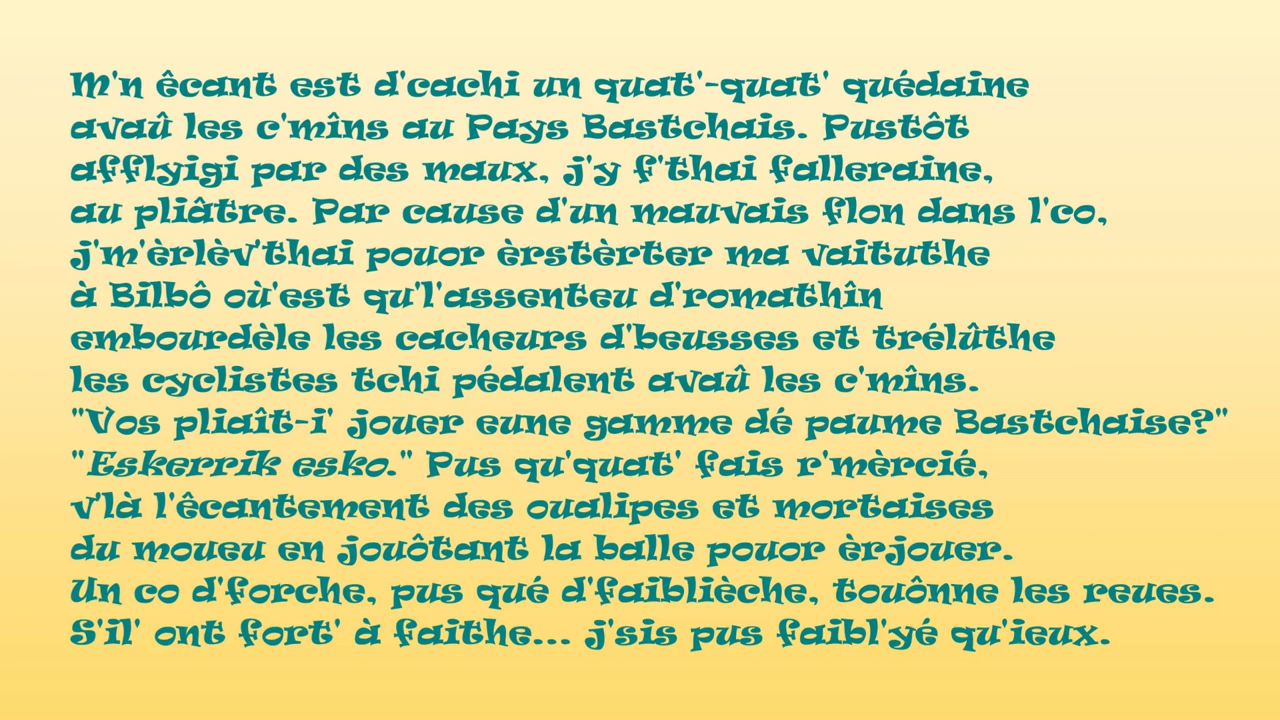 M'n êcant est d'cachi un quat'-quat' quédaine
avaû les c'mîns au Pays Bastchais. Pustôt
afflyigi par des maux, j'y f'thai falleraine,
au pliâtre. Par cause d'un mauvais flon dans l'co,
j'm'èrlèv'thai pouor èrstèrter ma vaituthe
à Bilbô où'est qu'l'assenteu d'romathîn
embourdèle les cacheurs d'beusses et trélûthe
les cyclistes tchi pédalent avaû les c'mîns.
"Vos pliaît-i' jouer eune gamme dé paume Bastchaise?"
"Eskerrik esko." Pus qu'quat' fais r'mèrcié,
v'là l'êcantement des oualipes et mortaises
du moueu en jouôtant la balle pouor èrjouer.
Un co d'forche, pus qué d'faiblièche, touônne les reues.
S'il' ont fort' à faithe... j'sis pus faibl'yé qu'ieux.